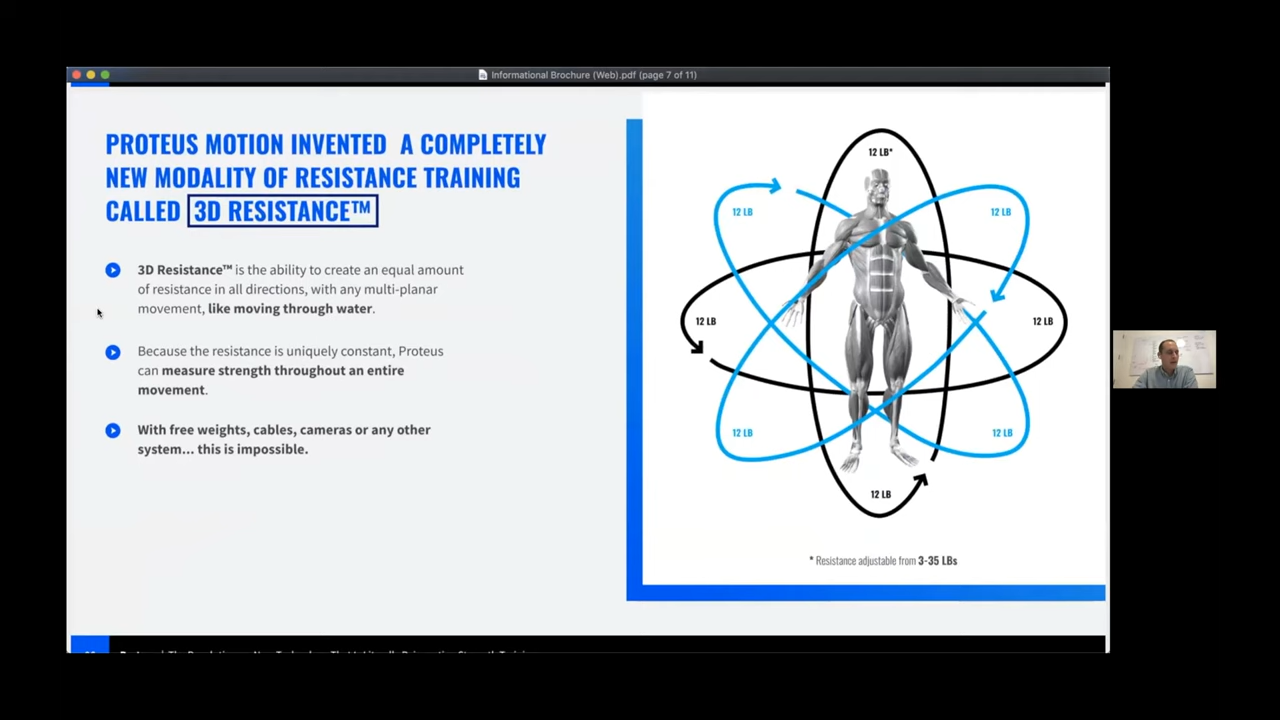 Informational Brochure (Web).pdf (page 7 of 11)
PROTEUS MOTION INVENTED A COMPLETELY
NEW MODALITY OF RESISTANCE TRAINING
CALLED 3D RESISTANCE™
3D Resistance™ is the ability to create an equal amount
of resistance in all directions, with any multi-planar
movement, like moving through water.
Because the resistance is uniquely constant, Proteus
can measure strength throughout an entire
movement.
With free weights, cables, cameras or any other
system... this is impossible.
12 LB*
12 LB
12 LB
12 LB
12 LB
12 LB
12 LB
12 LB
* Resistance adjustable from 3-35 LBs